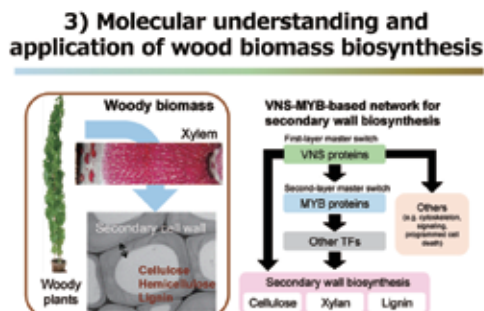 3) Molecular understanding and
application of wood biomass biosynthesis
Woody biomass
Xylem
Secondary cell wall
Cellulose
Hemicellulose
Lignin
Woody
plants
VNS-MYB-based network for
secondary wall biosynthesis
First-layer master switch
VNS proteins
Second-layer master switch
MYB proteins
Other TFs
Others
(e.g. cytoskeleton,
signaling,
programmed cell
death)
Secondary wall biosynthesis
Cellulose
Xylan
Lignin